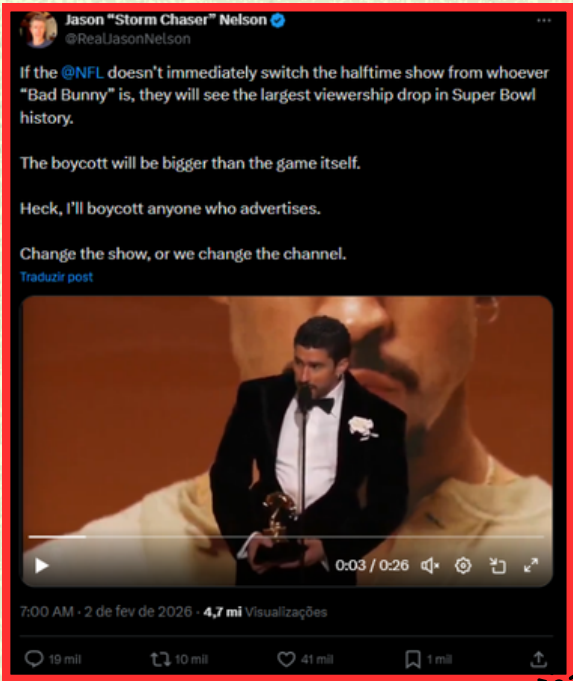 Jason “Storm Chaser” Nelson
@RealJasonNelson
If the @NFL doesn’t immediately switch the halftime show from whoever
“Bad Bunny” is, they will see the largest viewership drop in Super Bowl
history.
The boycott will be bigger than the game itself.
Heck, I’ll boycott anyone who advertises.
Change the show, or we change the channel.
Traduzir post
0:03 / 0:26
7:00 AM · 2 de fev de 2026 · 4,7 mi Visualizações
19 mil 10 mil 41 mil 1 mil